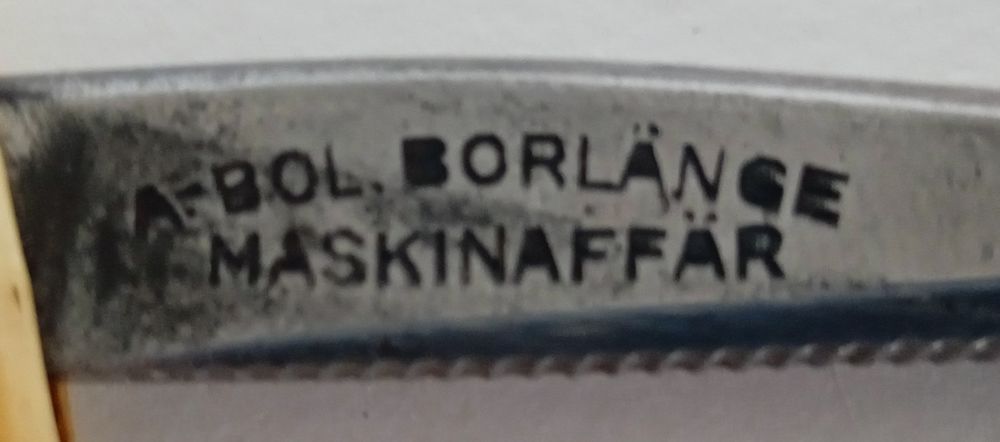 A-BOL. BORLÄNGE
MASKINAFFÄR